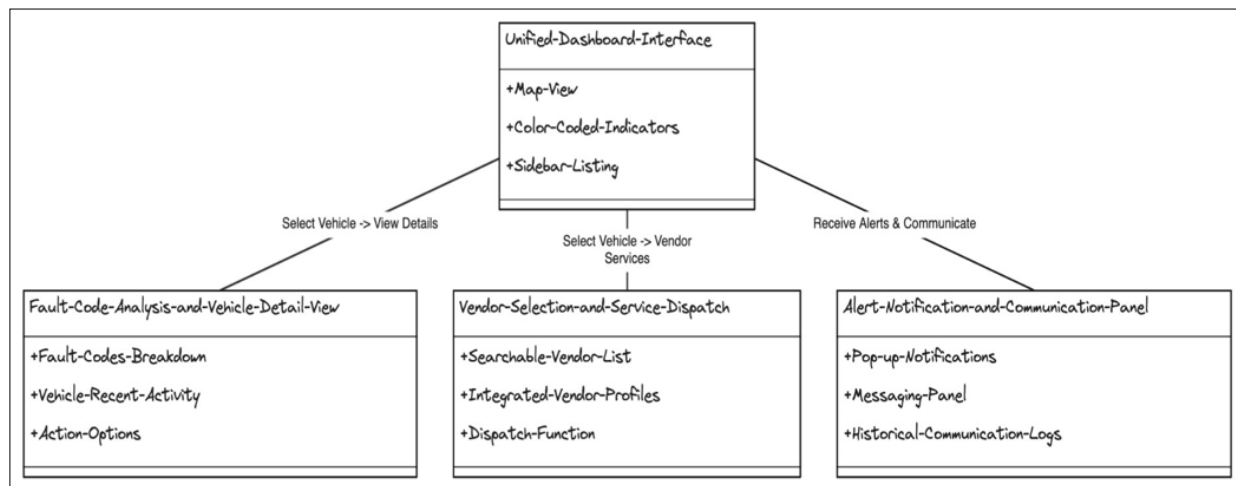 Unified-Dashboard-Interface
+Map-View
+Color-Coded-Indicators
+Sidebar-Listing
Select Vehicle -> View Details
Select Vehicle -> Vendor
Services
Receive Alerts & Communicate
Fault-Code-Analysis-and-Vehicle-Detail-View
+Fault-Codes-Breakdown
+Vehicle-Recent-Activity
+Action-Options
Vendor-Selection-and-Service-Dispatch
+Searchable-Vendor-List
+Integrated-Vendor-Profiles
+Dispatch-Function
Alert-Notification-and-Communication-Panel
+Pop-up-Notifications
+Messaging-Panel
+Historical-Communication-Logs